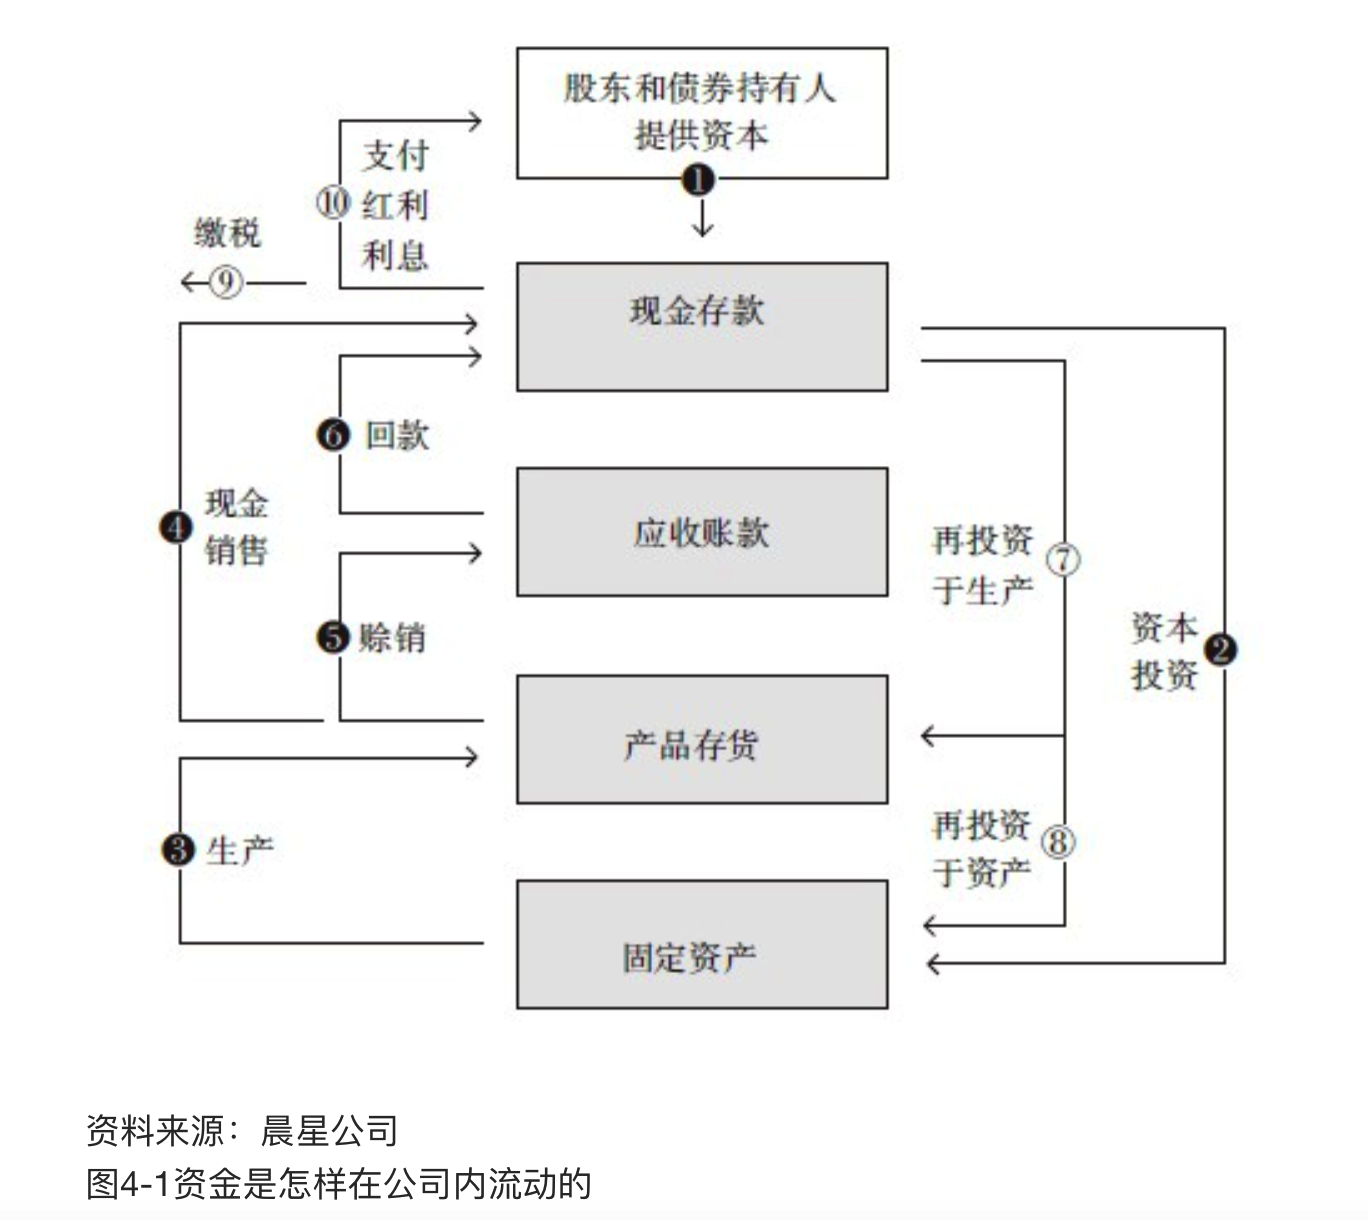 股东和债券持有人
提供资本
❶
支付
⑩ 红利
利息
缴税
⑨
现金存款
❻ 回款
现金
❹
销售
应收账款
再投资
⑦
于生产
❺ 赊销
资本
❷
投资
产品存货
❸ 生产
再投资
⑧
于资产
固定资产
资料来源：晨星公司
图4-1资金是怎样在公司内流动的